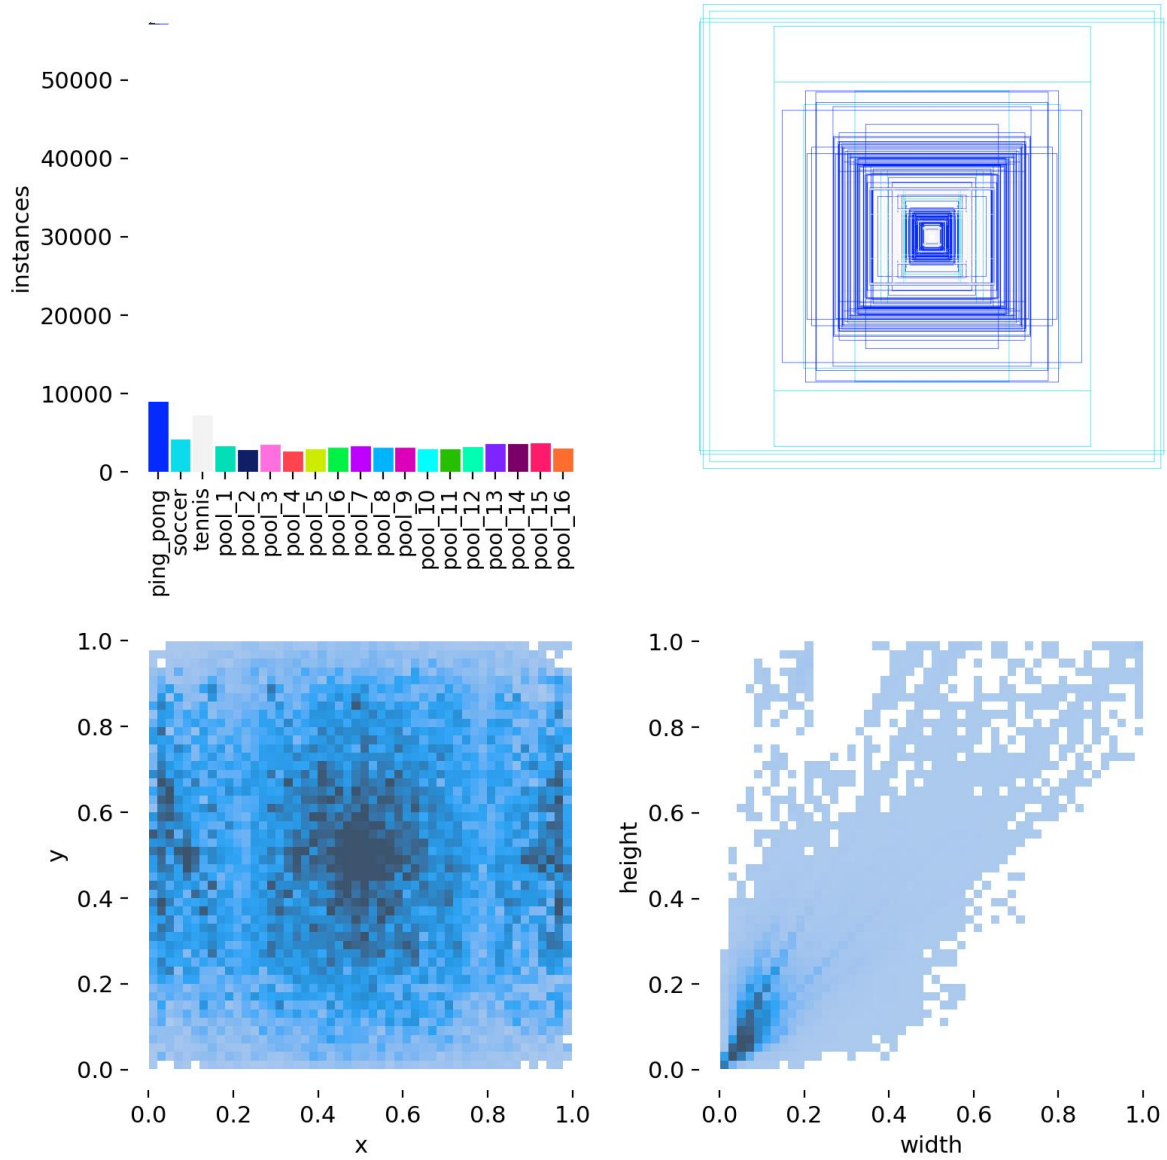 50000
40000
30000
20000
10000
0
instances
ping_pong
soccer
tennis
pool_1
pool_2
pool_3
pool_4
pool_5
pool_6
pool_7
pool_8
pool_9
pool_10
pool_11
pool_12
pool_13
pool_14
pool_15
pool_16
1.0
0.8
0.6
0.4
0.2
0.0
y
0.0 0.2 0.4 0.6 0.8 1.0
x
1.0
0.8
0.6
0.4
0.2
0.0
height
0.0 0.2 0.4 0.6 0.8 1.0
width